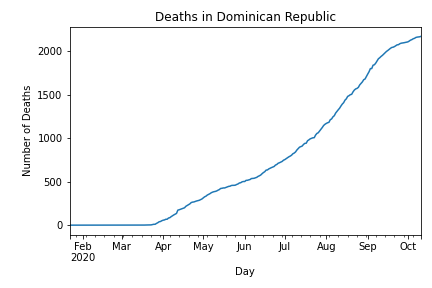 Deaths in Dominican Republic
Number of Deaths
2000
1500
1000
500
0
Feb Mar Apr May Jun Jul Aug Sep Oct
2020
Day